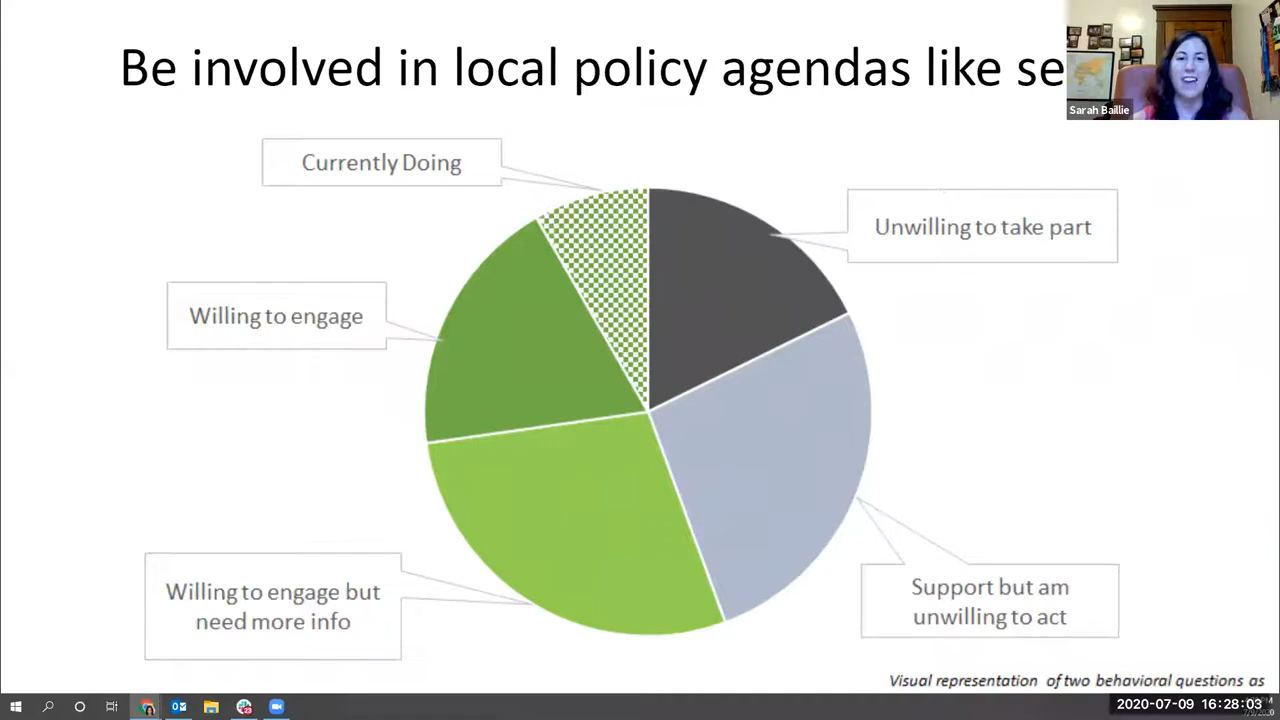 Be involved in local policy agendas like se
Sarah Baillie
Currently Doing
Unwilling to take part
Willing to engage
Willing to engage but
need more info
Support but am
unwilling to act
Visual representation of two behavioral questions as
2020-07-09 16:28:03